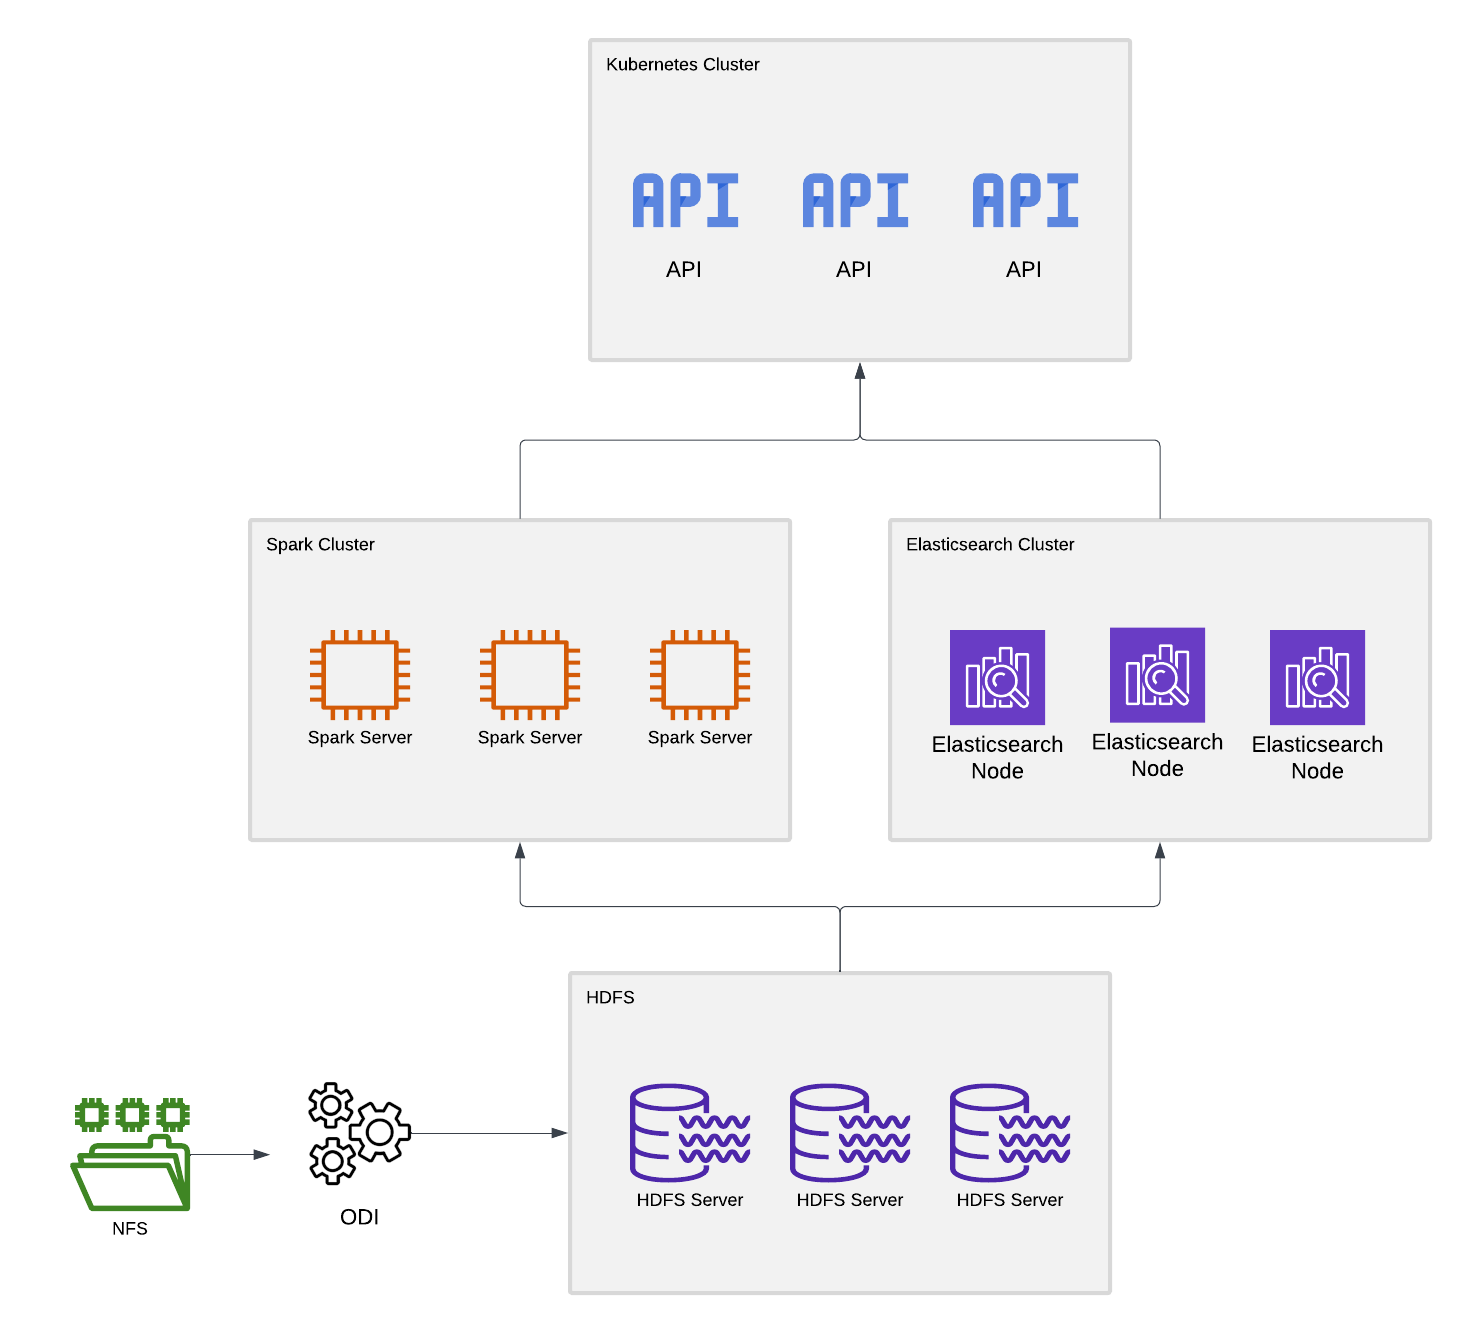 Kubernetes Cluster
API API API
API API API
Spark Cluster
Elasticsearch Cluster
Spark Server
Spark Server
Spark Server
Elasticsearch
Node
Elasticsearch
Node
Elasticsearch
Node
HDFS
HDFS Server
HDFS Server
HDFS Server
NFS
ODI